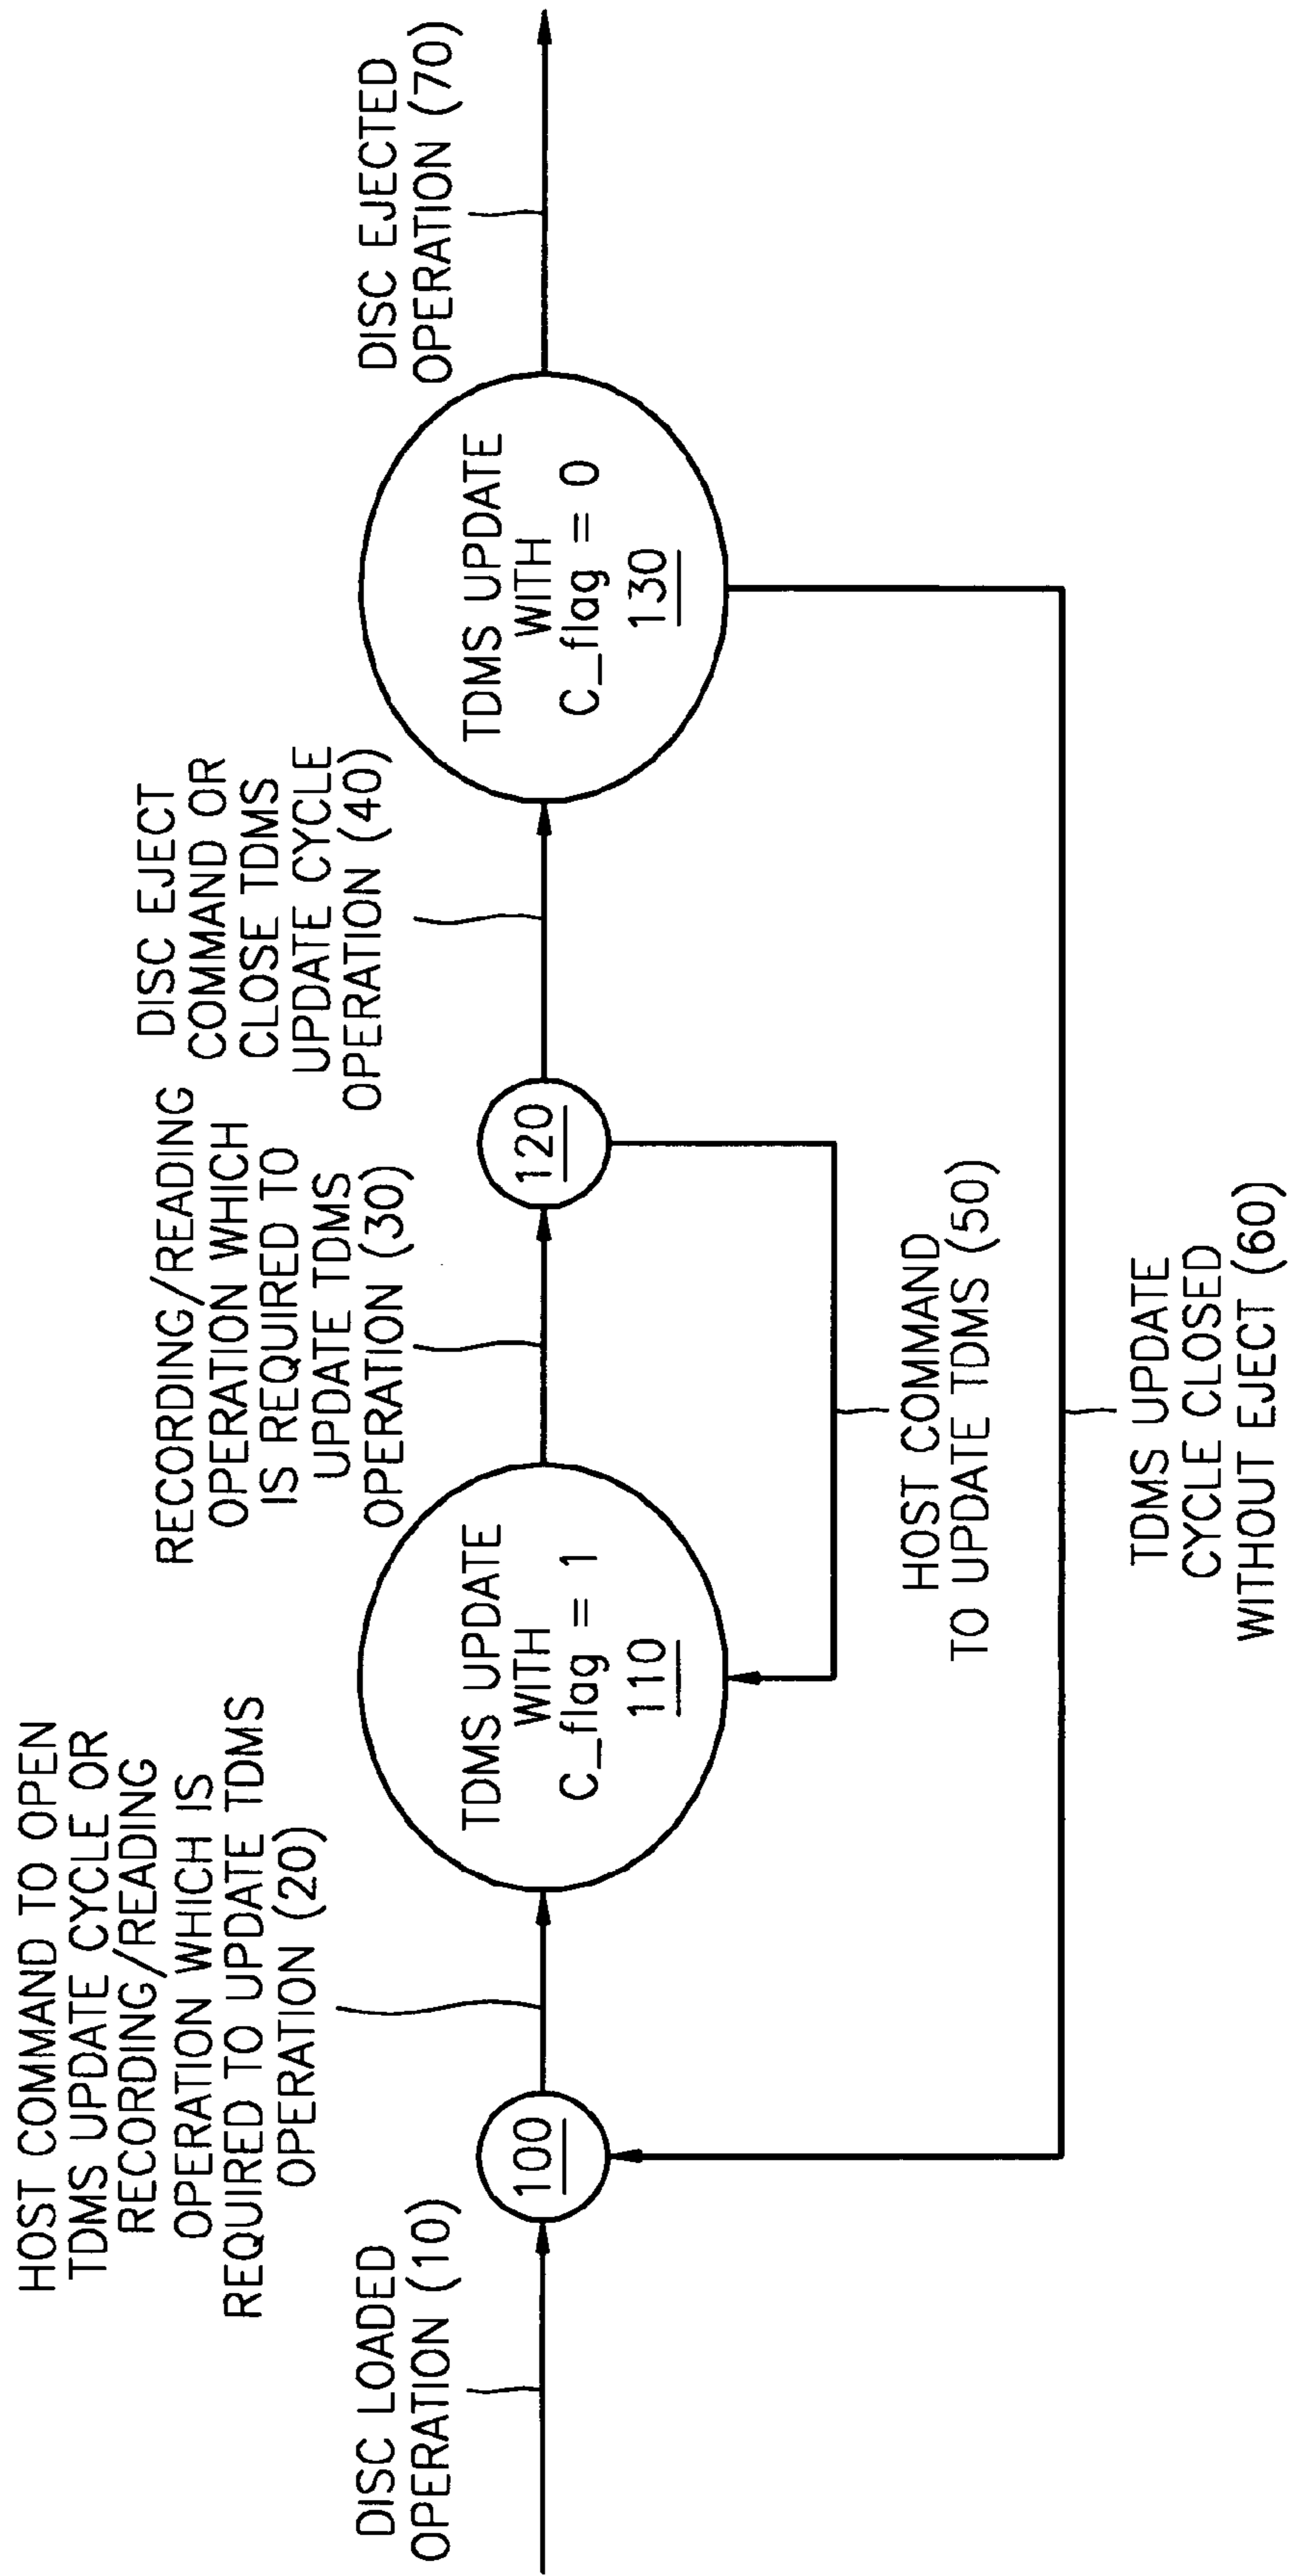 DISC LOADED
OPERATION (10)
HOST COMMAND TO OPEN
TDMS UPDATE CYCLE OR
RECORDING/READING
OPERATION WHICH IS
REQUIRED TO UPDATE TDMS
OPERATION (20)
100
TDMS UPDATE
WITH
C_flag = 1
110
RECORDING/READING
OPERATION WHICH
IS REQUIRED TO
UPDATE TDMS
OPERATION (30)
120
DISC EJECT
COMMAND OR
CLOSE TDMS
UPDATE CYCLE
OPERATION (40)
TDMS UPDATE
WITH
C_flag = 0
130
DISC EJECTED
OPERATION (70)
HOST COMMAND
TO UPDATE TDMS (50)
TDMS UPDATE
CYCLE CLOSED
WITHOUT EJECT (60)